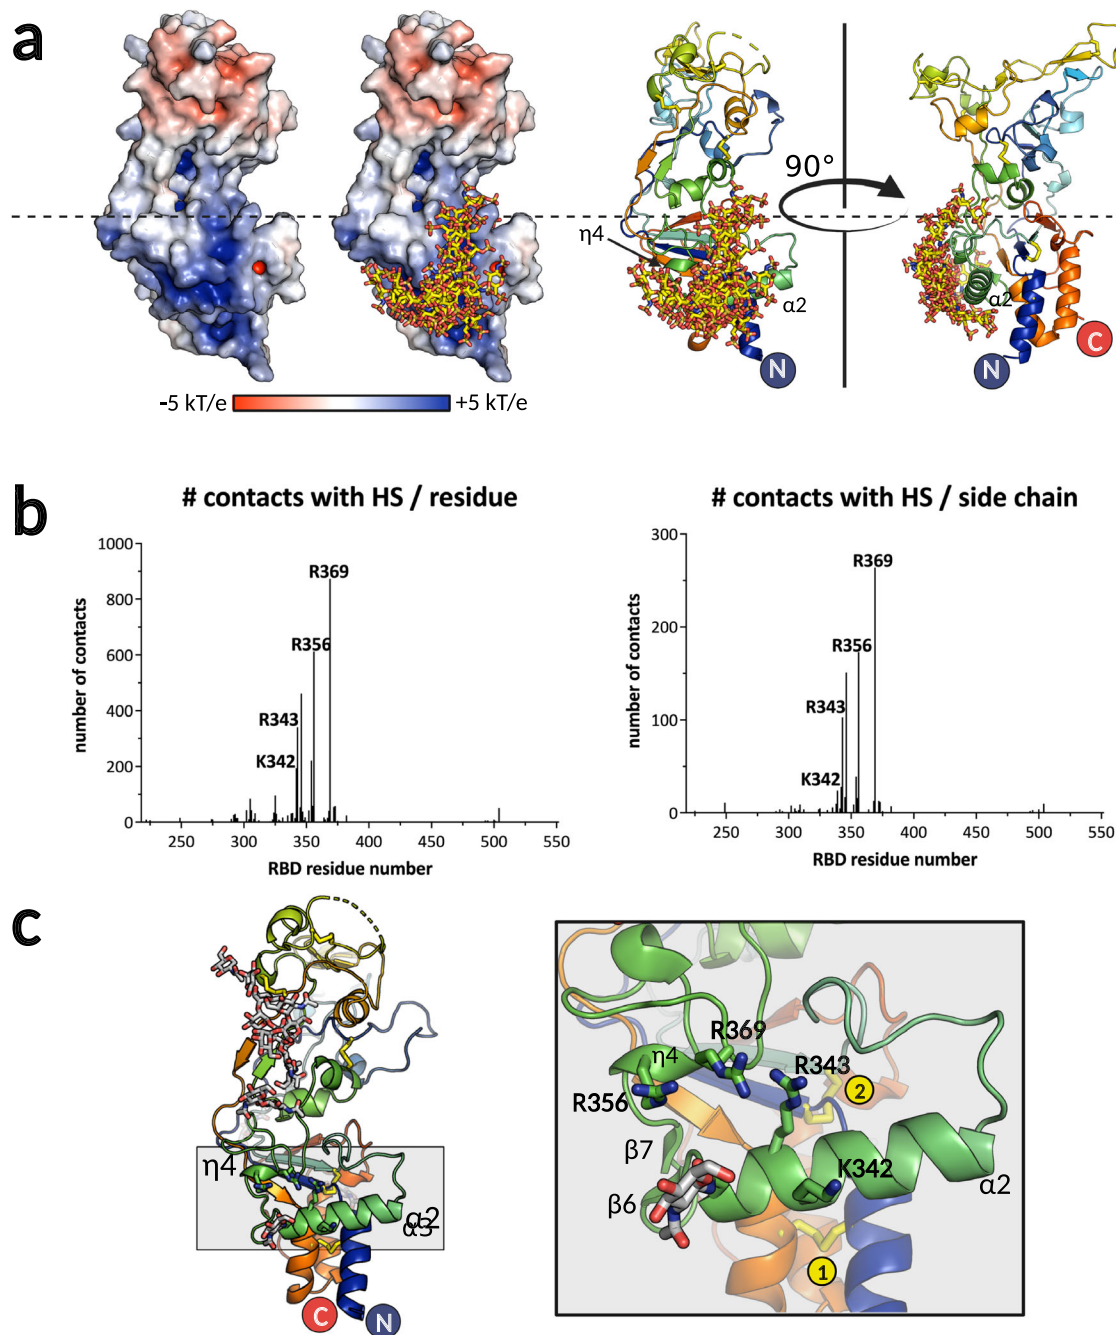 a
90°
η4
α2
α2
N
N
C
-5 kT/e
+5 kT/e
b
# contacts with HS / residue
1000
800
600
400
200
0
number of contacts
R369
R356
R343
K342
250
300
350
400
450
500
550
RBD residue number
# contacts with HS / side chain
300
200
100
0
number of contacts
R369
R356
R343
K342
250
300
350
400
450
500
550
RBD residue number
c
η4
α2
α3
C
N
R369
η4
R343
R356
2
β7
K342
β6
α2
1